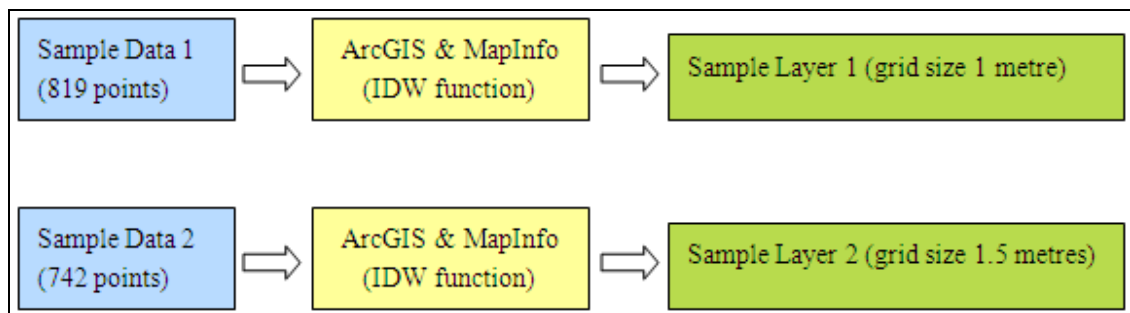 Sample Data 1
(819 points)
ArcGIS & MapInfo
(IDW function)
Sample Layer 1 (grid size 1 metre)
Sample Data 2
(742 points)
ArcGIS & MapInfo
(IDW function)
Sample Layer 2 (grid size 1.5 metres)